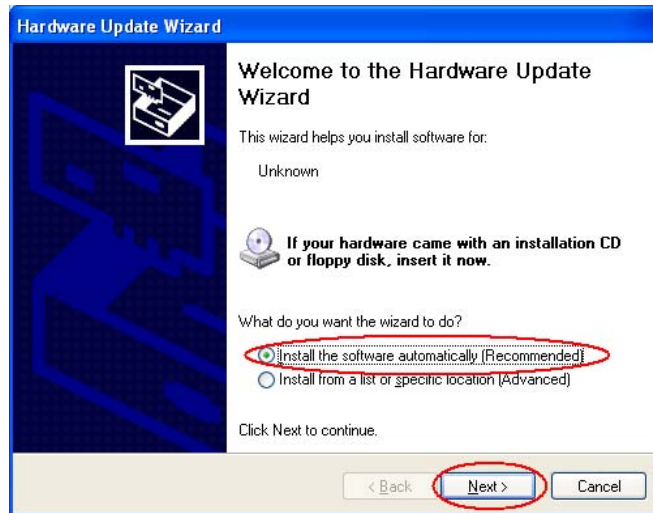 Hardware Update Wizard
Welcome to the Hardware Update
Wizard
This wizard helps you install software for:
Unknown
If your hardware came with an installation CD
or floppy disk, insert it now.
What do you want the wizard to do?
Install the software automatically (Recommended)
Install from a list or specific location (Advanced)
Click Next to continue.
< Back Next > Cancel